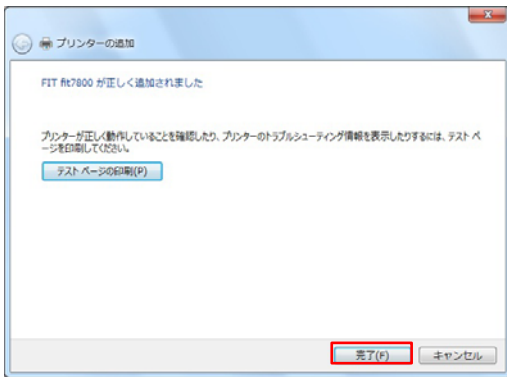 プリンターの追加
FIT fit7800 が正しく追加されました
プリンターが正しく動作していることを確認したり、プリンターのトラブルシューティング情報を表示したりするには、テスト ペ
ージを印刷してください。
テスト ページの印刷(P)
完了(F)
キャンセル